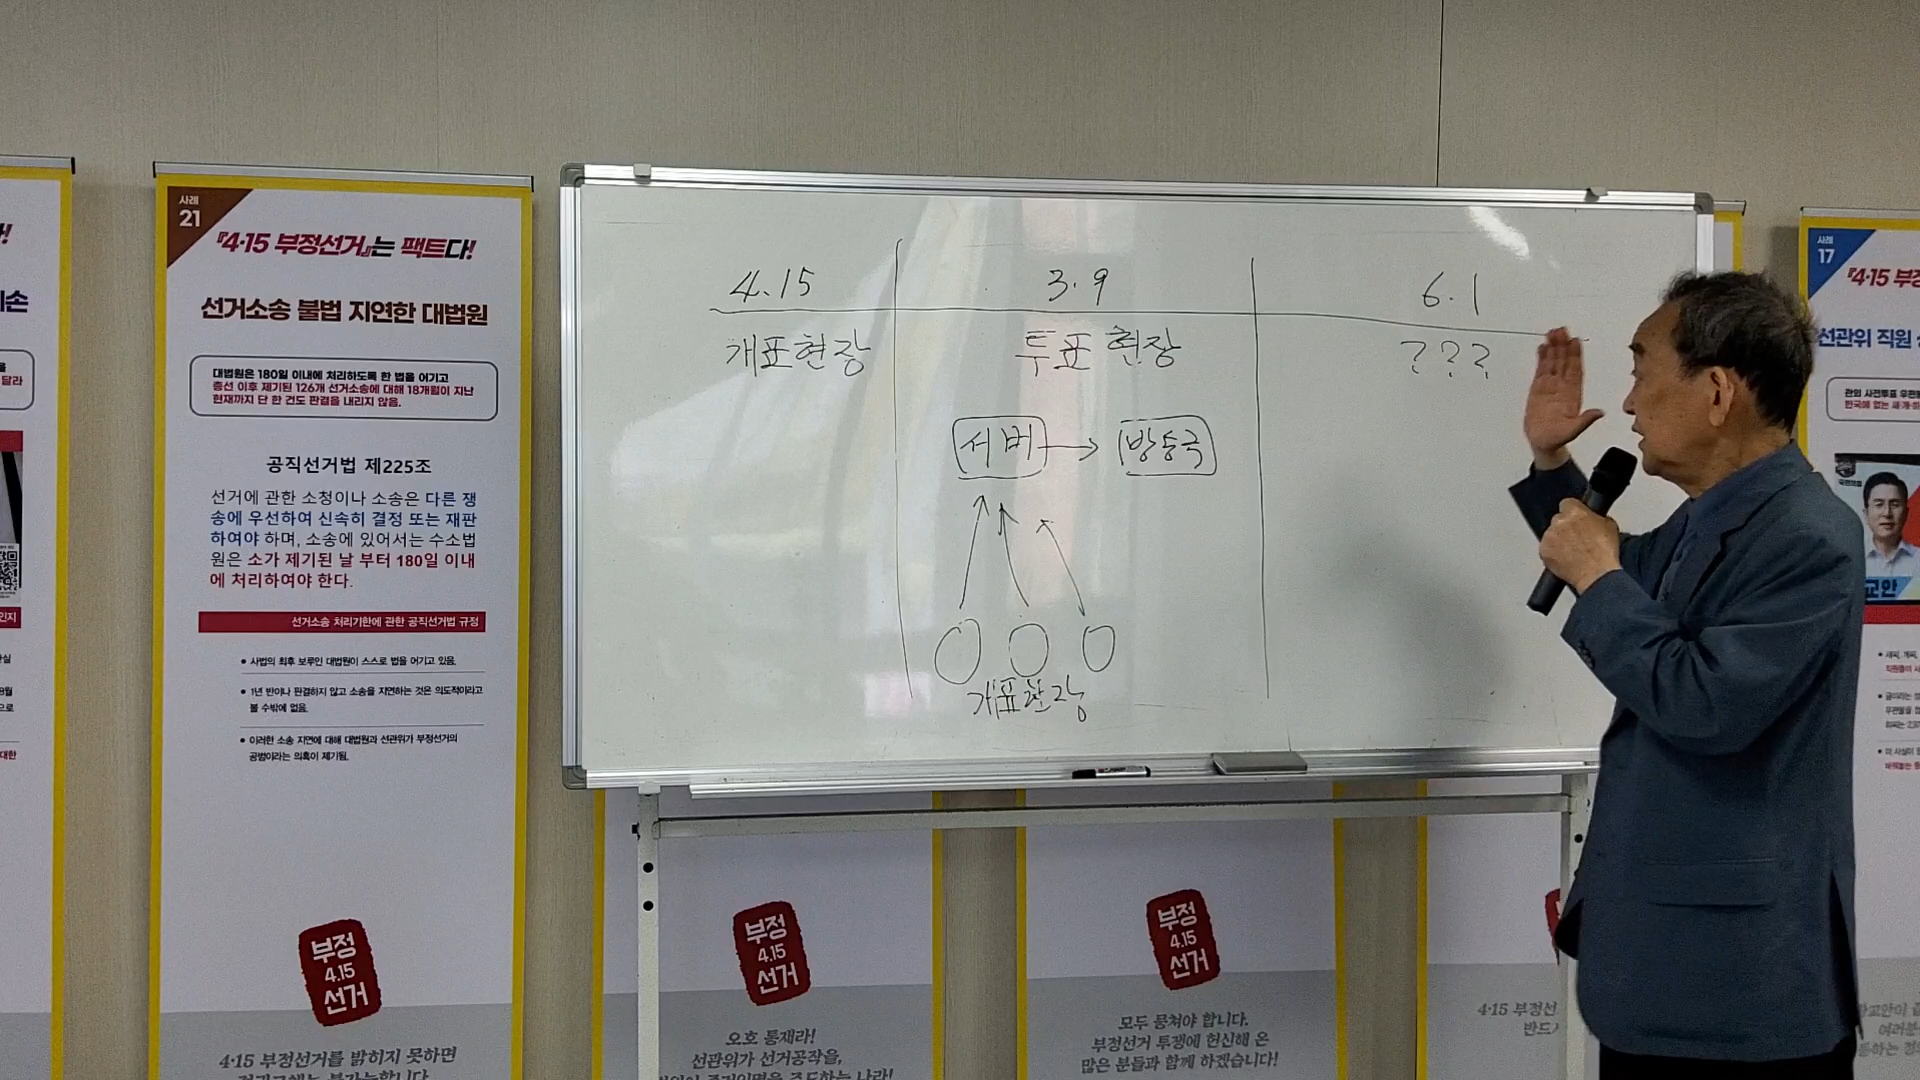 사례
21
『4·15 부정선거』는 팩트다!
선거소송 불법 지연한 대법원
대법원은 180일 이내에 처리하도록 한 법을 어기고
총선 이후 제기된 126개 선거소송에 대해 18개월이 지난
현재까지 단 한 건도 판결을 내리지 않음.
공직선거법 제225조
선거에 관한 소청이나 소송은 다른 쟁
송에 우선하여 신속히 결정 또는 재판
하여야 하며, 소송에 있어서는 수소법
원은 소가 제기된 날 부터 180일 이내
에 처리하여야 한다.
선거소송 처리기한에 관한 공직선거법 규정
• 사법의 최후 보루인 대법원이 스스로 법을 어기고 있음.
• 1년 반이나 판결하지 않고 소송을 지연하는 것은 의도적이라고
볼 수밖에 없음.
• 이러한 소송 지연에 대해 대법원과 선관위가 부정선거의
공범이라는 의혹이 제기됨.
부정
4.15
선거
4·15 부정선거를 밝히지 못하면
4.15
3.9
6.1
개표현장
투표현장
???
서버
방송국
개표현장
부정
4.15
선거
오호 통재라!
선관위가 선거공작을,
부정
4.15
선거
모두 뭉쳐야 합니다.
부정선거 투쟁에 헌신해 온
많은 분들과 함께 하겠습니다!
4·15 부정선
반드시
사례
17
『4·15 부정
선관위 직원
관외 사전투표 우편물
교안